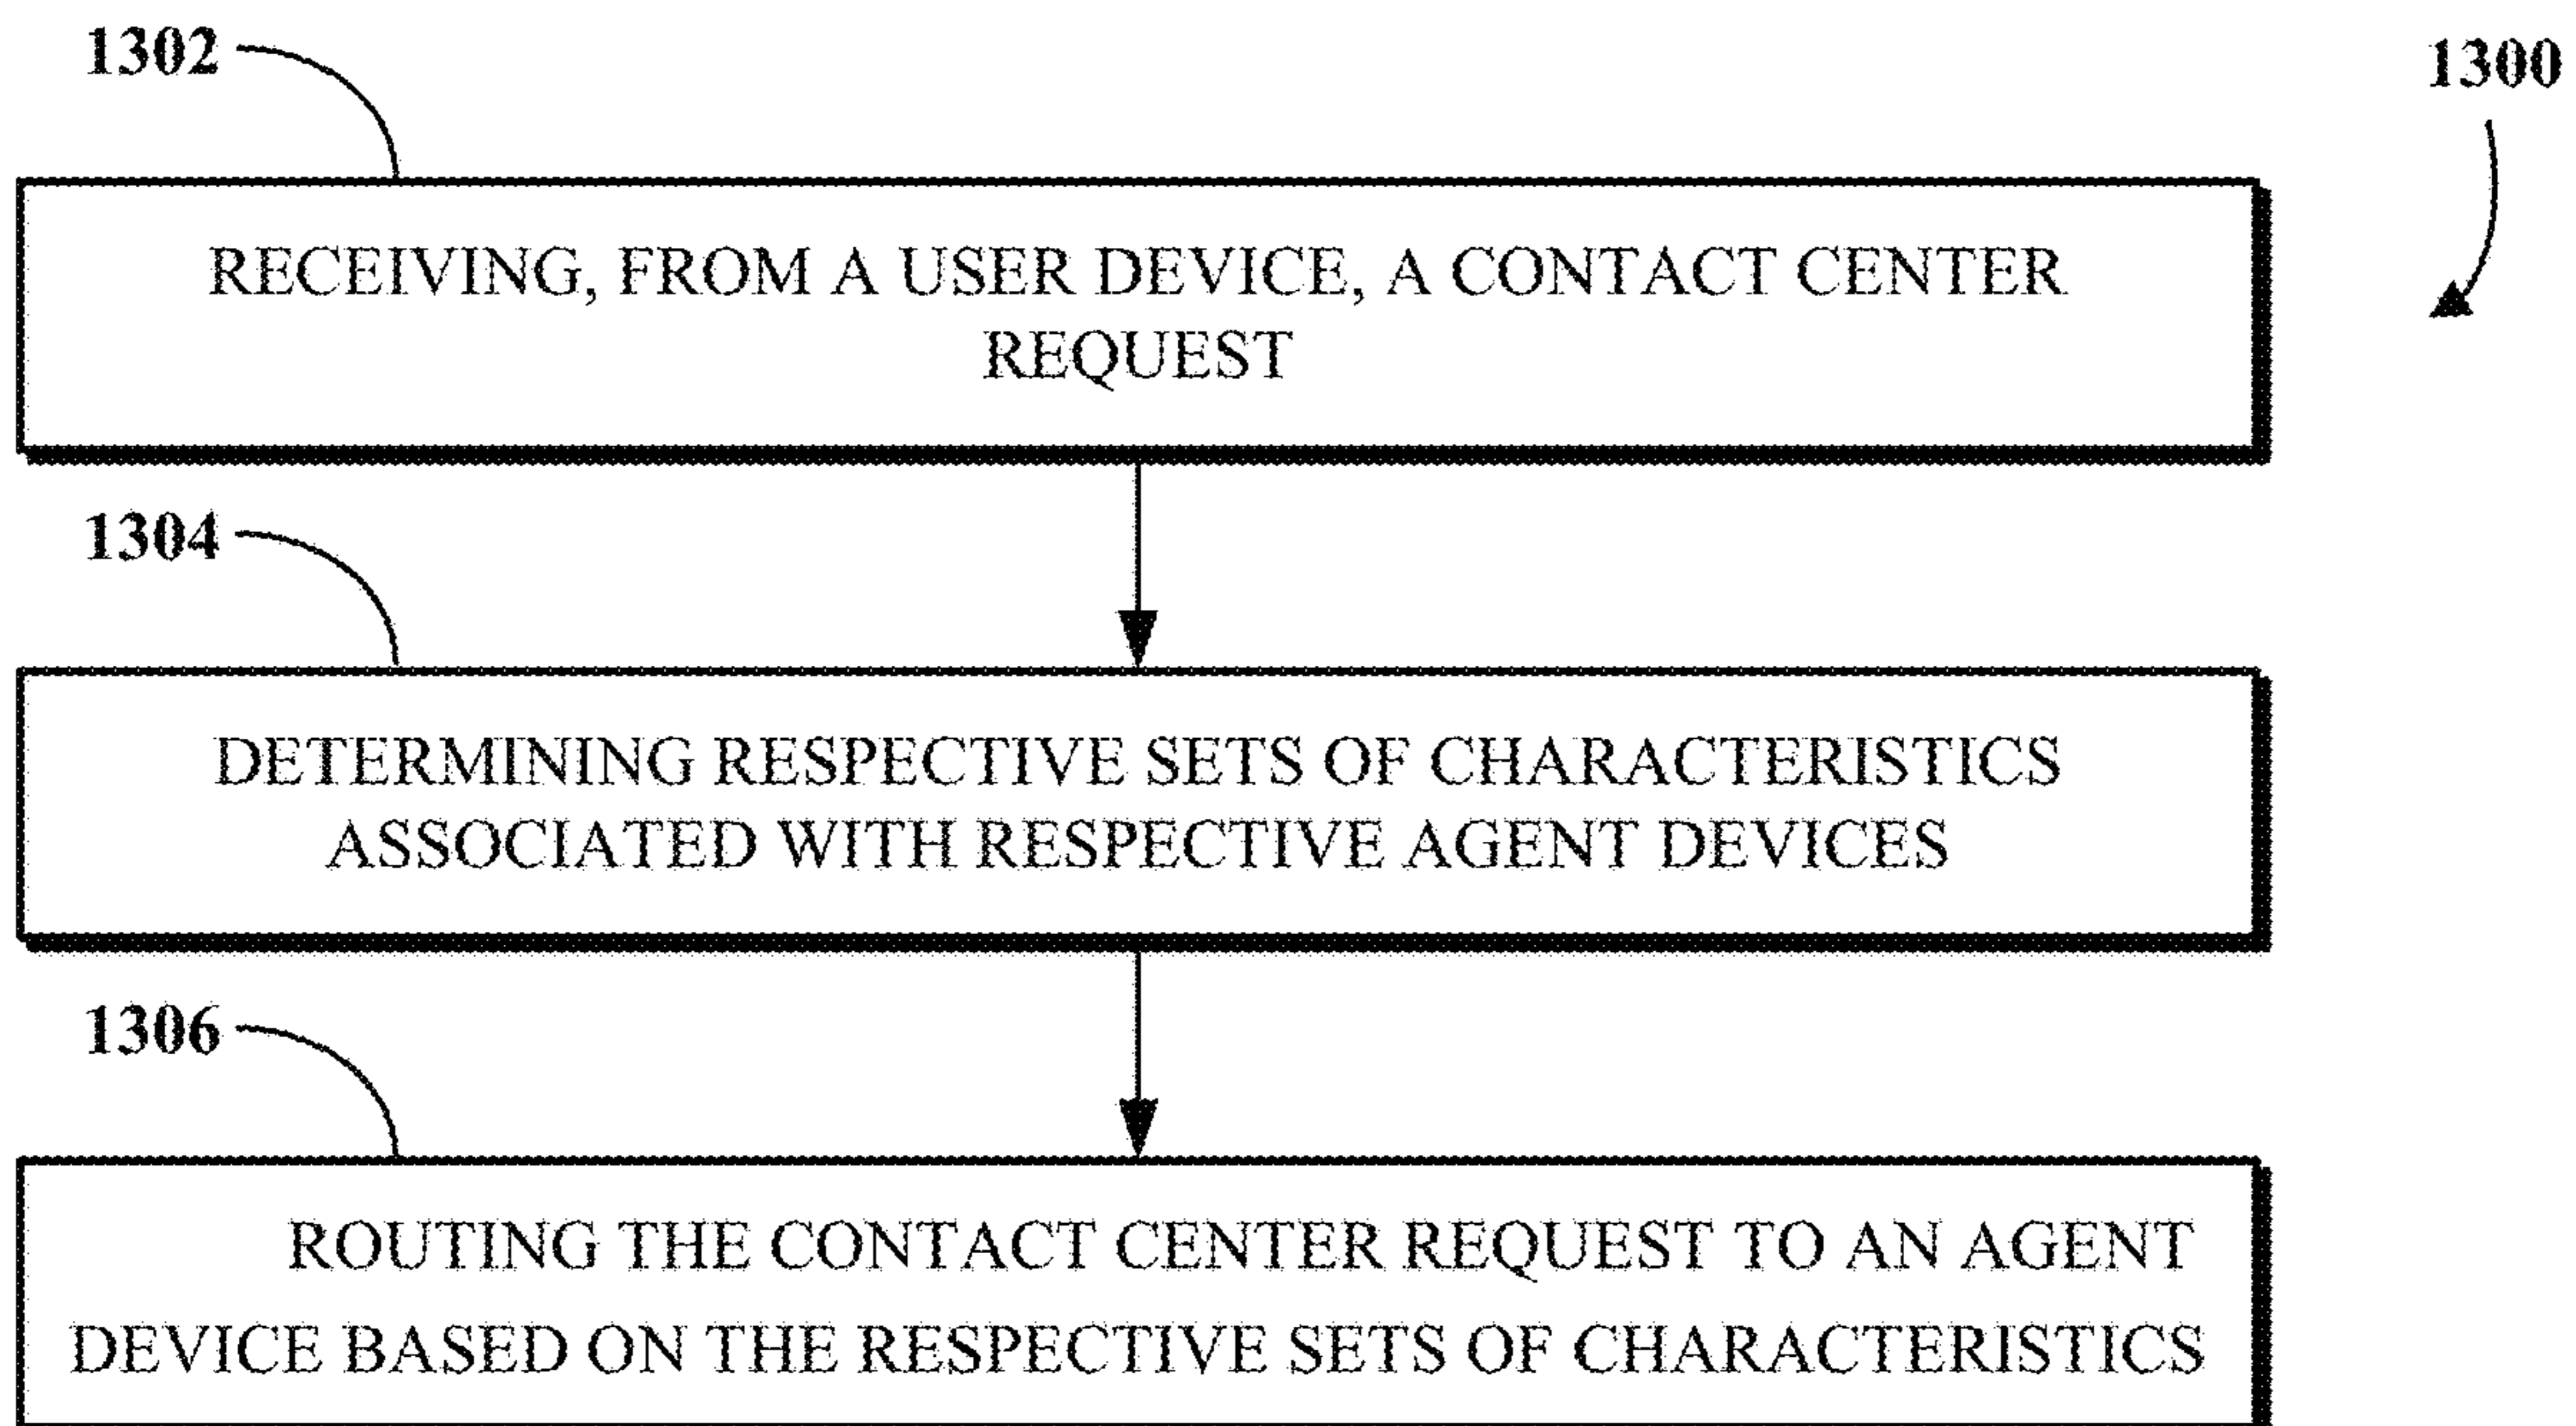 1302
1300
RECEIVING, FROM A USER DEVICE, A CONTACT CENTER
REQUEST
1304
DETERMINING RESPECTIVE SETS OF CHARACTERISTICS
ASSOCIATED WITH RESPECTIVE AGENT DEVICES
1306
ROUTING THE CONTACT CENTER REQUEST TO AN AGENT
DEVICE BASED ON THE RESPECTIVE SETS OF CHARACTERISTICS